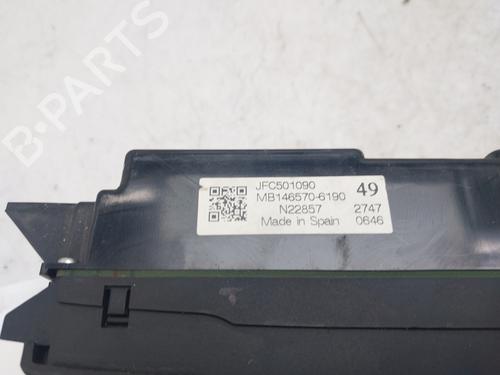 B-PARTS
JFC501090 49
MB146570-6190
N22857 2747
Made in Spain 0646